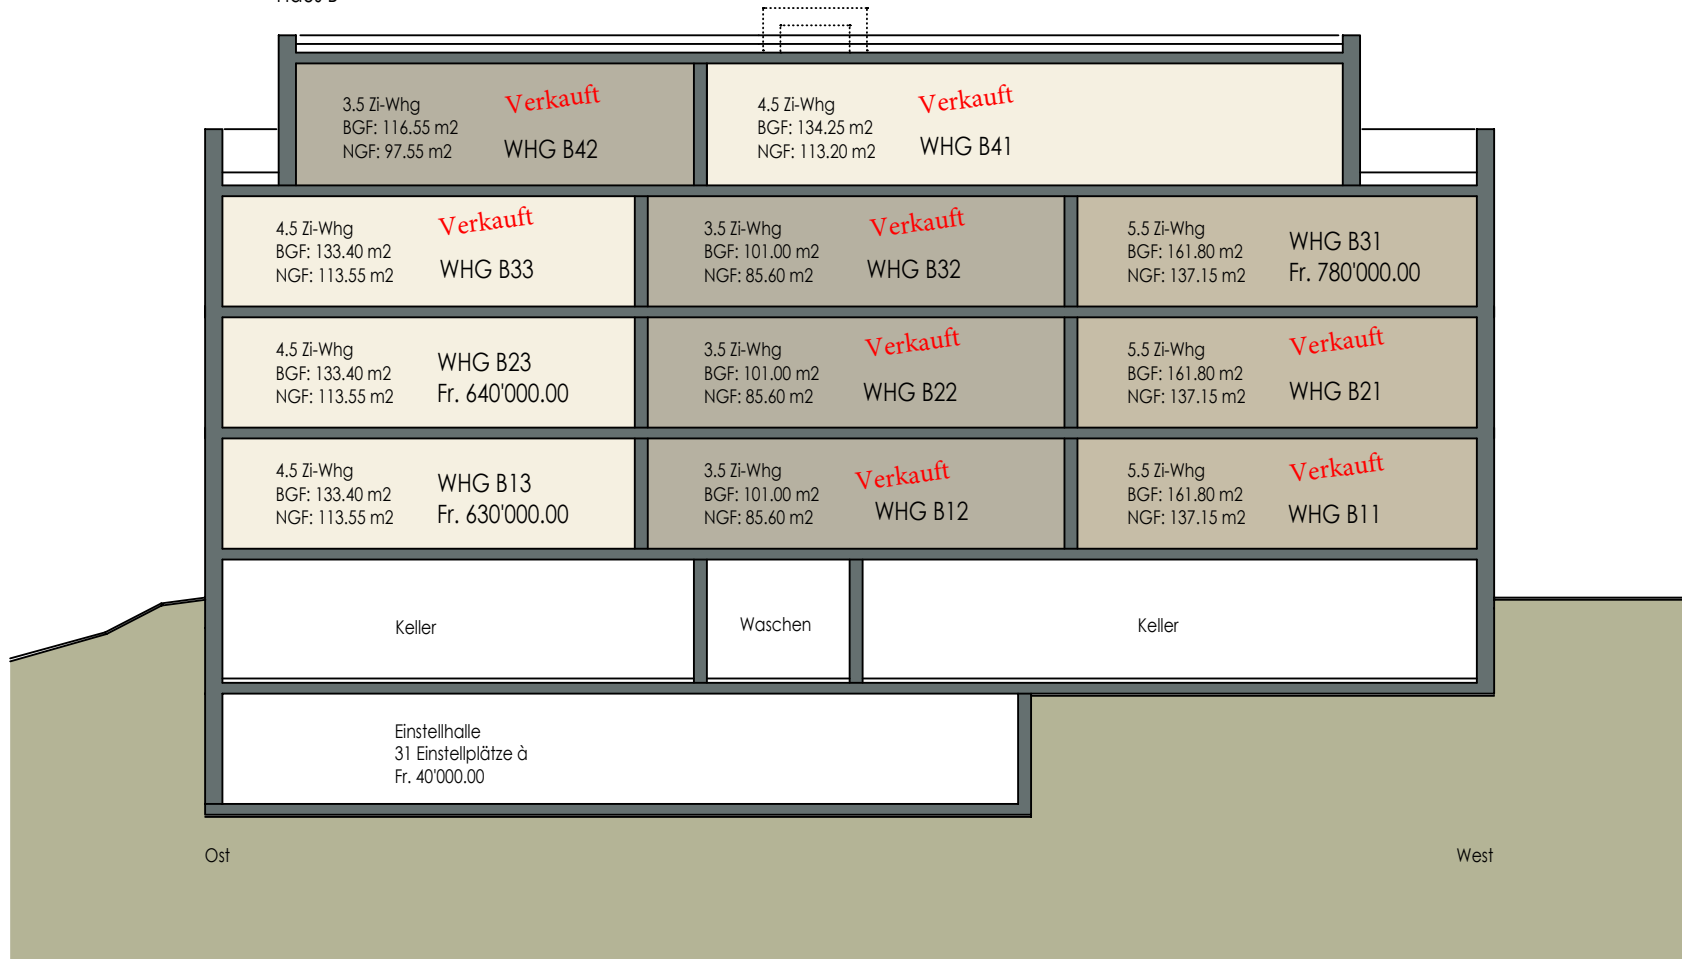 3.5 Zi-Whg
BGF: 116.55 m2
NGF: 97.55 m2
Verkauft
WHG B42
4.5 Zi-Whg
BGF: 134.25 m2
NGF: 113.20 m2
Verkauft
WHG B41
4.5 Zi-Whg
BGF: 133.40 m2
NGF: 113.55 m2
Verkauft
WHG B33
3.5 Zi-Whg
BGF: 101.00 m2
NGF: 85.60 m2
Verkauft
WHG B32
5.5 Zi-Whg
BGF: 161.80 m2
NGF: 137.15 m2
WHG B31
Fr. 780'000.00
4.5 Zi-Whg
BGF: 133.40 m2
NGF: 113.55 m2
WHG B23
Fr. 640'000.00
3.5 Zi-Whg
BGF: 101.00 m2
NGF: 85.60 m2
Verkauft
WHG B22
5.5 Zi-Whg
BGF: 161.80 m2
NGF: 137.15 m2
Verkauft
WHG B21
4.5 Zi-Whg
BGF: 133.40 m2
NGF: 113.55 m2
WHG B13
Fr. 630'000.00
3.5 Zi-Whg
BGF: 101.00 m2
NGF: 85.60 m2
Verkauft
WHG B12
5.5 Zi-Whg
BGF: 161.80 m2
NGF: 137.15 m2
Verkauft
WHG B11
Keller
Waschen
Keller
Einstellhalle
31 Einstellplätze à
Fr. 40'000.00
Ost
West